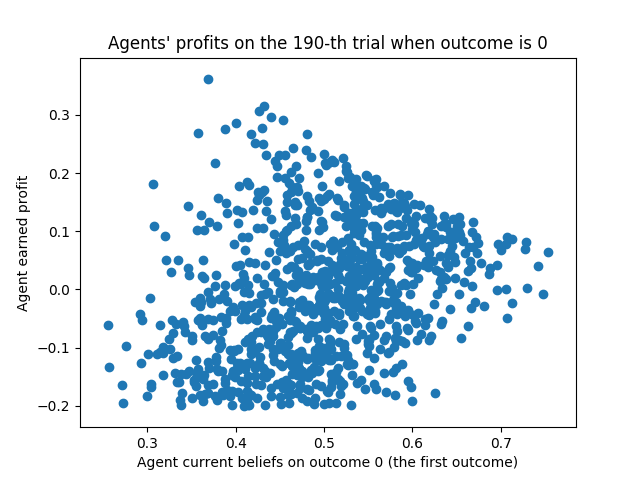 Agents' profits on the 190-th trial when outcome is 0
Agent earned profit
0.3
0.2
0.1
0.0
−0.1
−0.2
0.3 0.4 0.5 0.6 0.7
Agent current beliefs on outcome 0 (the first outcome)